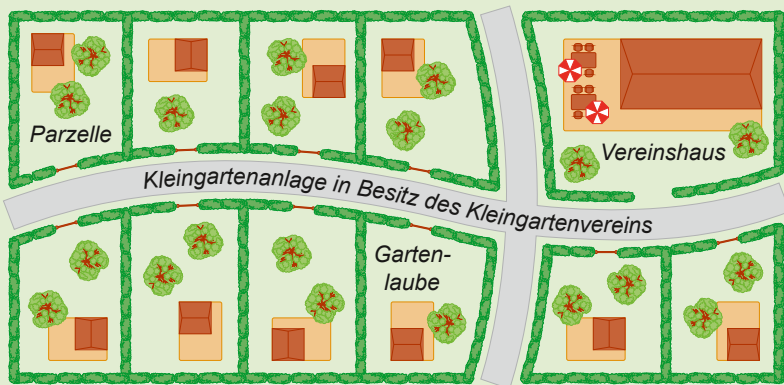 Parzelle
Vereinshaus
Kleingartenanlage in Besitz des Kleingartenvereins
Garten-
laube